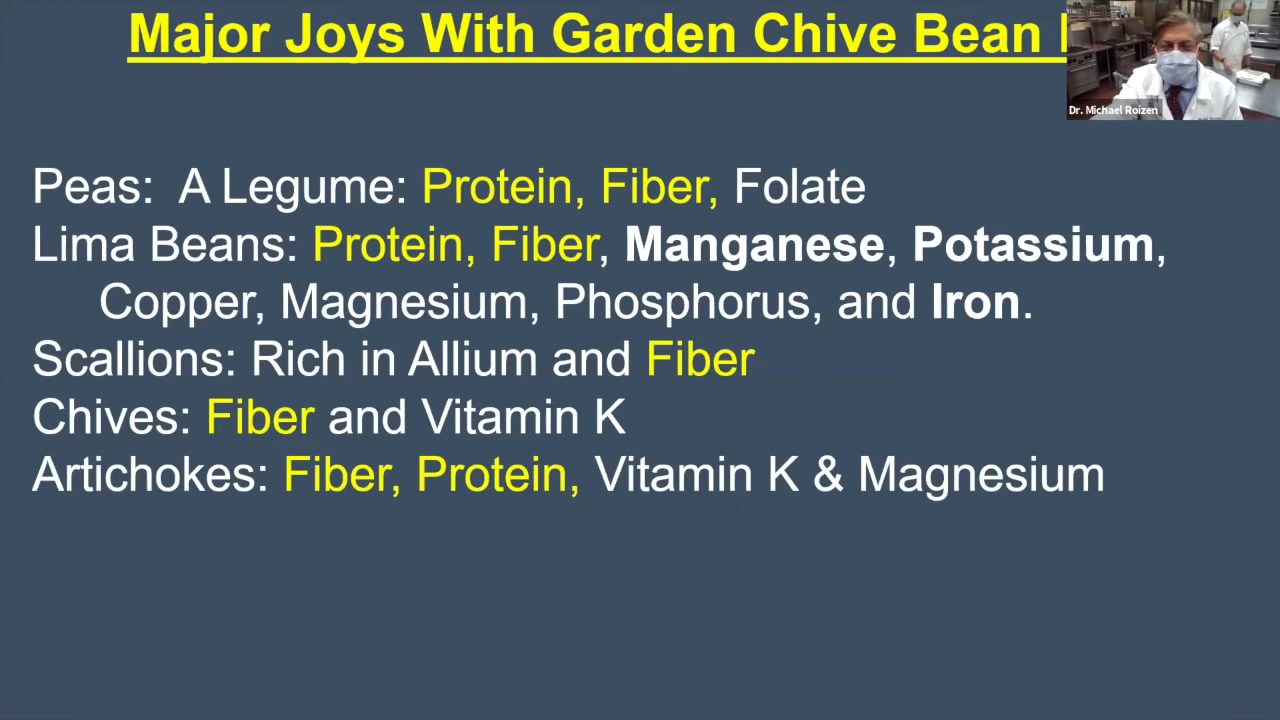 Major Joys With Garden Chive Bean
Dr. Michael Roizen
Peas: A Legume: Protein, Fiber, Folate
Lima Beans: Protein, Fiber, Manganese, Potassium,
Copper, Magnesium, Phosphorus, and Iron.
Scallions: Rich in Allium and Fiber
Chives: Fiber and Vitamin K
Artichokes: Fiber, Protein, Vitamin K & Magnesium